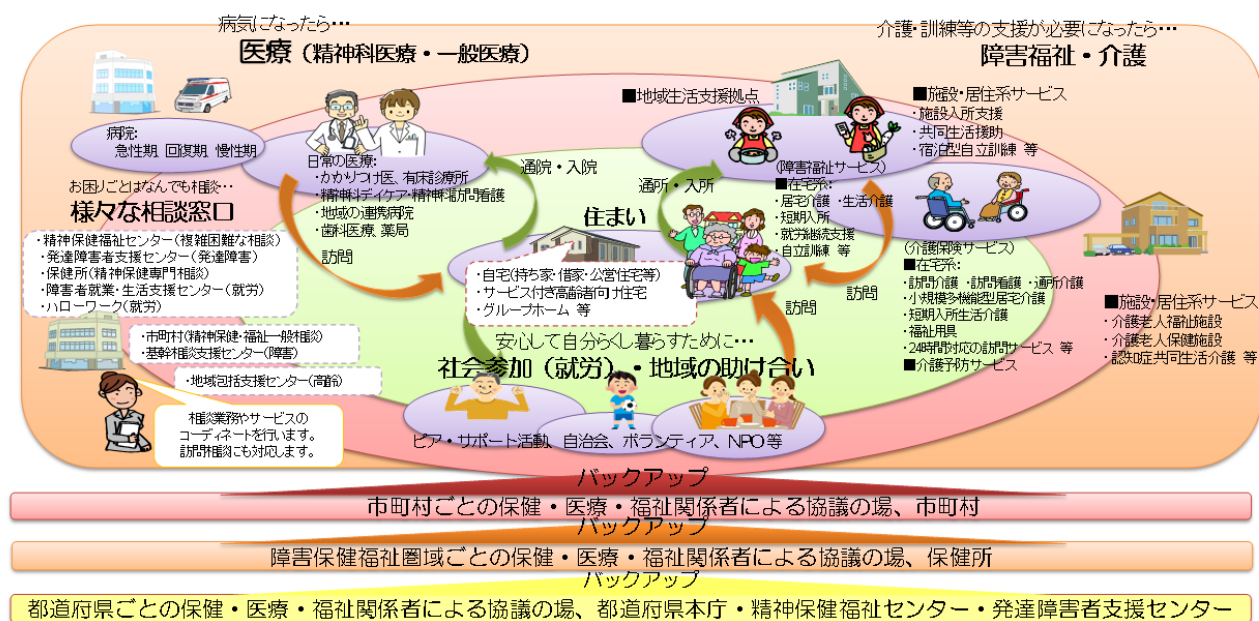 病気になったら…
医療(精神科医療・一般医療)
介護・訓練等の支援が必要になったら…
障害福祉・介護
病院:
急性期、回復期、慢性期
日常の医療:
・かかりつけ医、有床診療所
・精神科デイケア・精神科訪問看護
・地域の連携病院
・歯科医療、薬局
通院・入院
訪問
お困りごとはなんでも相談…
様々な相談窓口
・精神保健福祉センター(複雑困難な相談)
・発達障害者支援センター(発達障害)
・保健所(精神保健専門相談)
・障害者就業・生活支援センター(就労)
・ハローワーク(就労)
・市町村(精神保健・福祉一般相談)
・基幹相談支援センター(障害)
・地域包括支援センター(高齢)
相談業務やサービスの
コーディネートを行います。
訪問相談にも対応します。
住まい
・自宅(持ち家・借家・公営住宅等)
・サービス付き高齢者向け住宅
・グループホーム 等
■地域生活支援拠点
通所・入所
(障害福祉サービス)
■在宅系:
・居宅介護 ・生活介護
・短期入所
・就労継続支援
・自立訓練 等
訪問
訪問
■施設・居住系サービス
・施設入所支援
・共同生活援助
・宿泊型自立訓練 等
(介護保険サービス)
■在宅系:
・訪問介護 ・訪問看護 ・通所介護
・小規模多機能型居宅介護
・短期入所生活介護
・福祉用具
・24時間対応の訪問サービス 等
■介護予防サービス
■施設・居住系サービス
・介護老人福祉施設
・介護老人保健施設
・認知症共同生活介護 等
安心して自分らしく暮らすために…
社会参加(就労)・地域の助け合い
ピア・サポート活動、自治会、ボランティア、NPO 等
バックアップ
市町村ごとの保健・医療・福祉関係者による協議の場、市町村
バックアップ
障害保健福祉圏域ごとの保健・医療・福祉関係者による協議の場、保健所
バックアップ
都道府県ごとの保健・医療・福祉関係者による協議の場、都道府県本庁・精神保健福祉センター・発達障害者支援センター